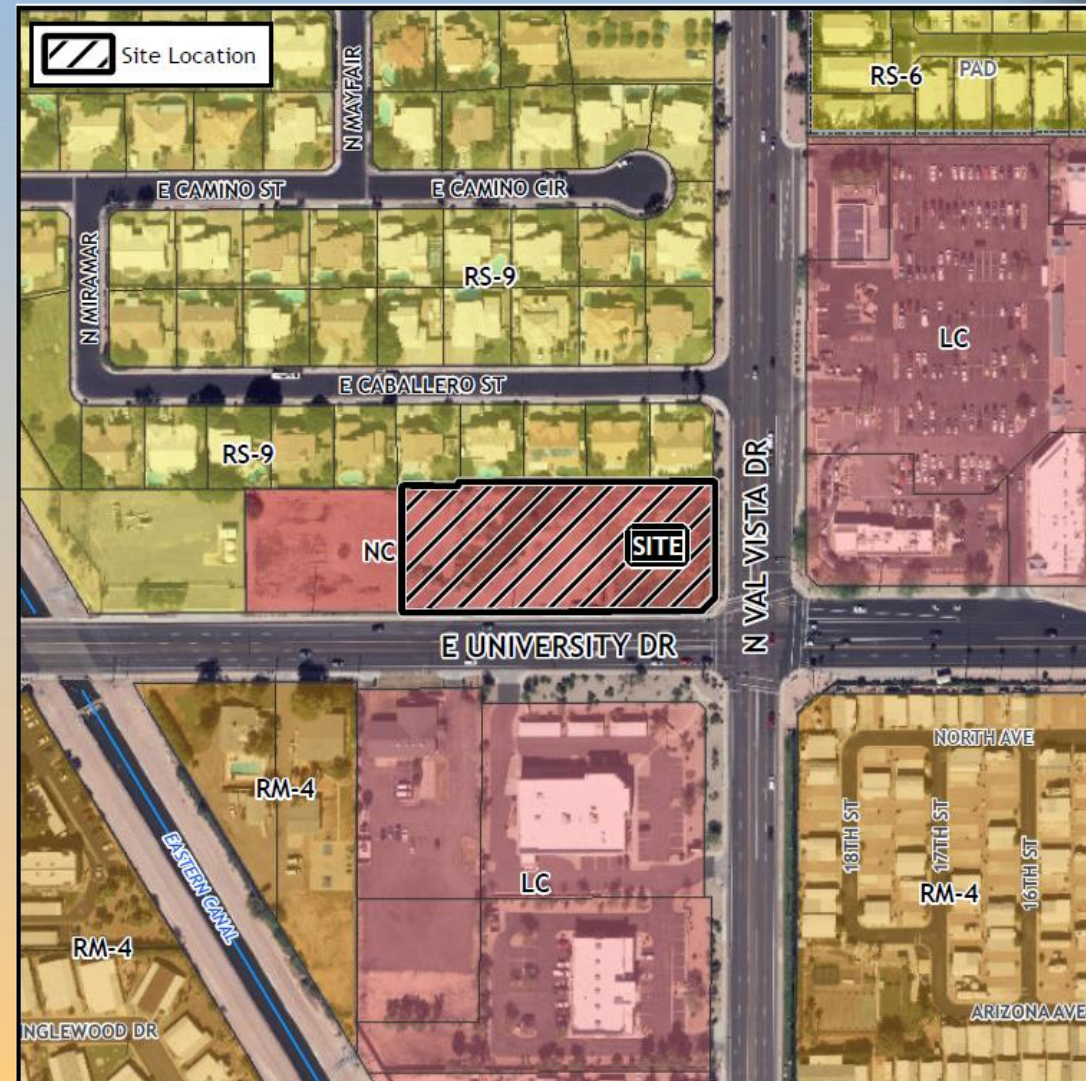 Site Location
RS-6
PAD
N MAYFAIR
E CAMINO ST
E CAMINO CIR
N MIRAMAR
RS-9
LC
E CABALLERO ST
RS-9
N VAL VISTA DR
NC
SITE
E UNIVERSITY DR
NORTH AVE
RM-4
18TH ST
17TH ST
16TH ST
EASTERN CANAL
LC
RM-4
RM-4
ARIZONA AVE
INGLEWOOD DR